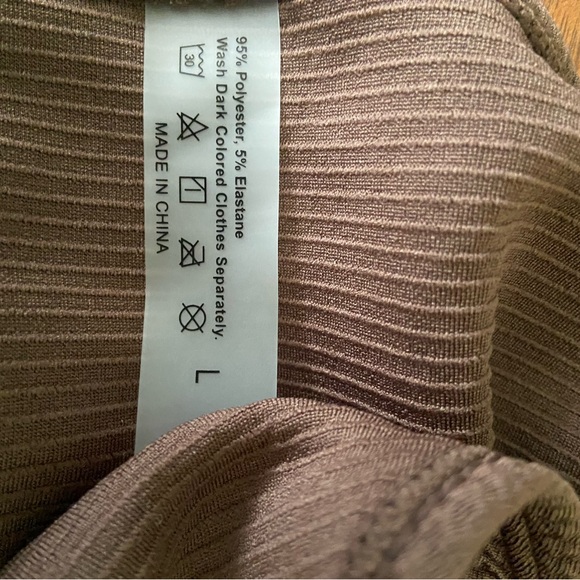 95% Polyester, 5% Elastane
Wash Dark Colored Clothes Separately.
30
L
MADE IN CHINA